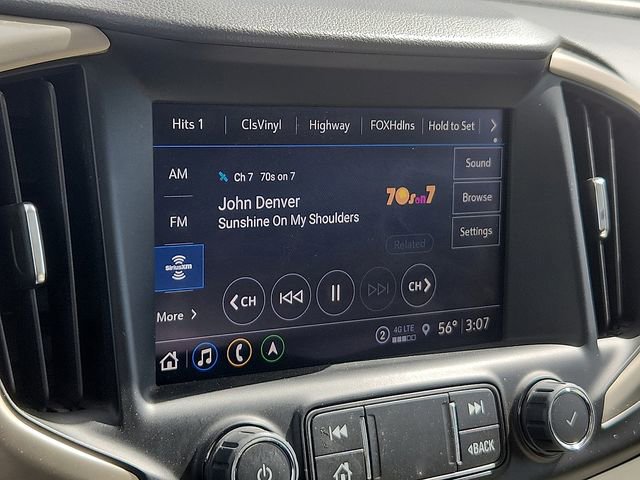 Hits 1 ClsVinyl Highway FOXHdlns Hold to Set
AM
Ch 7 70s on 7
John Denver
Sunshine On My Shoulders
70s on 7
Sound
Browse
Settings
FM
SiriusXM
Related
CH CH
More
2 4G LTE 56° 3:07
BACK